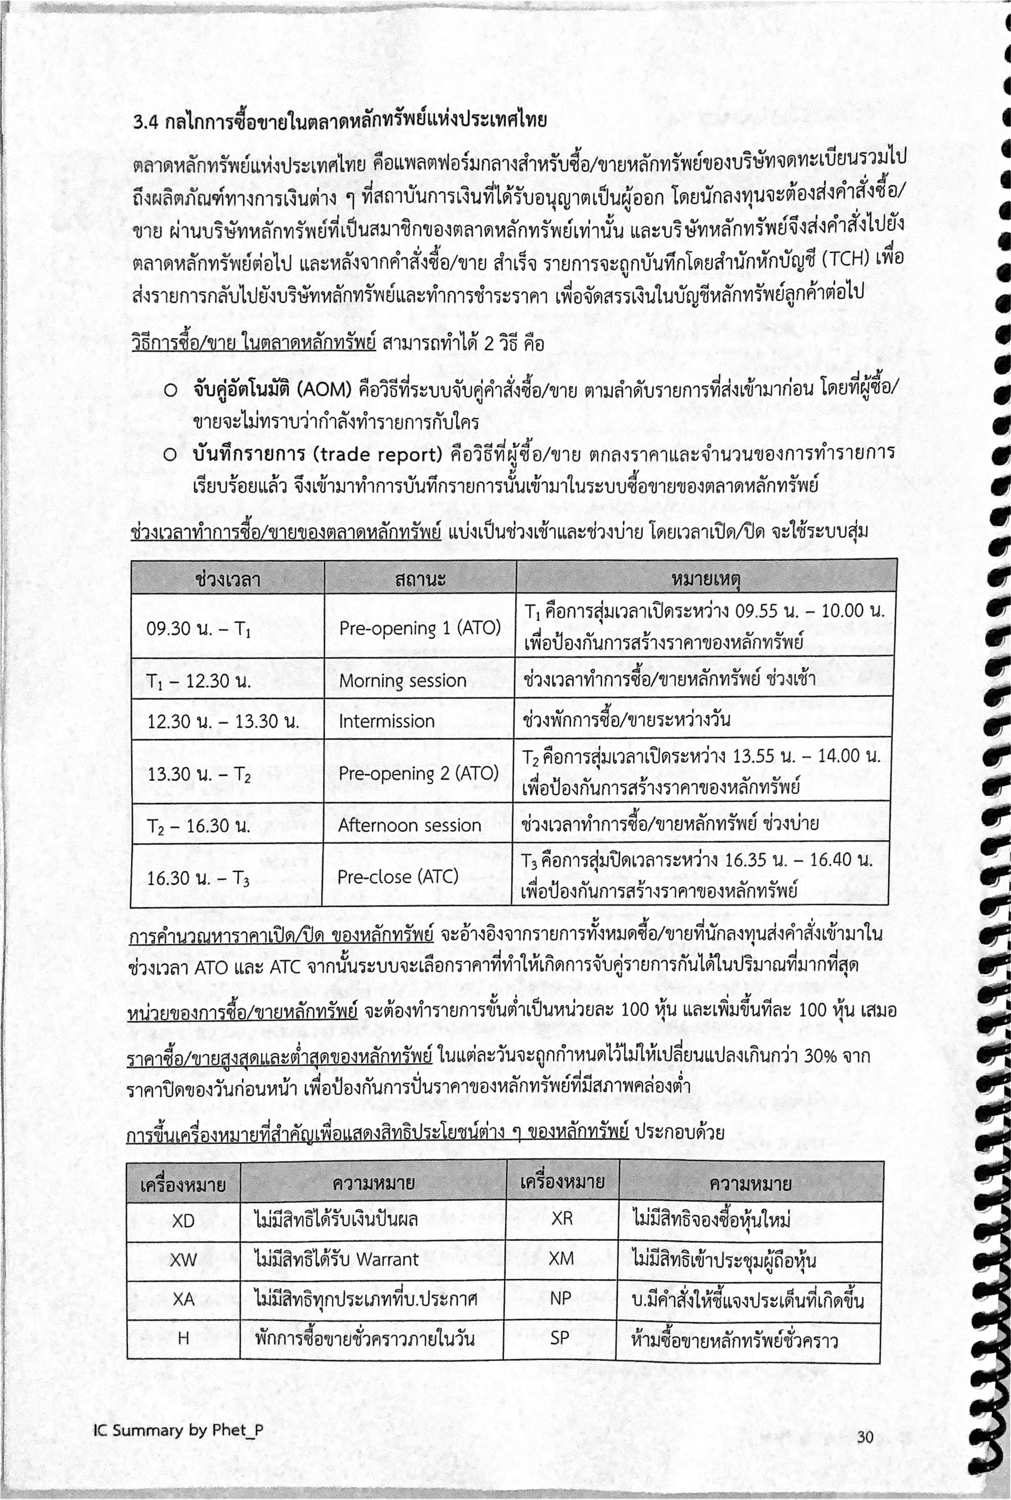 3.4 กลไกการซื้อขายในตลาดหลักทรัพย์แห่งประเทศไทย
ตลาดหลักทรัพย์แห่งประเทศไทย คือแพลตฟอร์มกลางสำหรับซื้อ/ขายหลักทรัพย์ของบริษัทจดทะเบียนรวมไป
ถึงผลิตภัณฑ์ทางการเงินต่าง ๆ ที่สถาบันการเงินที่ได้รับอนุญาตเป็นผู้ออก โดยนักลงทุนจะต้องส่งคำสั่งซื้อ/
ขาย ผ่านบริษัทหลักทรัพย์ที่เป็นสมาชิกของตลาดหลักทรัพย์เท่านั้น และบริษัทหลักทรัพย์จึงส่งคำสั่งไปยัง
ตลาดหลักทรัพย์ต่อไป และหลังจากคำสั่งซื้อ/ขาย สำเร็จ รายการจะถูกบันทึกโดยสำนักหักบัญชี (TCH) เพื่อ
ส่งรายการกลับไปยังบริษัทหลักทรัพย์และทำการชำระราคา เพื่อจัดสรรเงินในบัญชีหลักทรัพย์ลูกค้าต่อไป
วิธีการซื้อ/ขาย ในตลาดหลักทรัพย์ สามารถทำได้ 2 วิธี คือ
O จับคู่อัตโนมัติ (AOM) คือวิธีที่ระบบจับคู่คำสั่งซื้อ/ขาย ตามลำดับรายการที่ส่งเข้ามาก่อน โดยที่ผู้ซื้อ/
ขายจะไม่ทราบว่ากำลังทำรายการกับใคร
O บันทึกรายการ (trade report) คือวิธีที่ผู้ซื้อ/ขาย ตกลงราคาและจำนวนของการทำรายการ
เรียบร้อยแล้ว จึงเข้ามาทำการบันทึกรายการนั้นเข้ามาในระบบซื้อขายของตลาดหลักทรัพย์
ช่วงเวลาทำการซื้อ/ขายของตลาดหลักทรัพย์ แบ่งเป็นช่วงเช้าและช่วงบ่าย โดยเวลาเปิด/ปิด จะใช้ระบบสุ่ม
ช่วงเวลา สถานะ หมายเหตุ
09.30 น. – T₁ Pre-opening 1 (ATO) T₁ คือการสุ่มเวลาเปิดระหว่าง 09.55 น. – 10.00 น.
เพื่อป้องกันการสร้างราคาของหลักทรัพย์
T₁ – 12.30 น. Morning session ช่วงเวลาทำการซื้อ/ขายหลักทรัพย์ ช่วงเช้า
12.30 น. – 13.30 น. Intermission ช่วงพักการซื้อ/ขายระหว่างวัน
13.30 น. – T₂ Pre-opening 2 (ATO) T₂ คือการสุ่มเวลาเปิดระหว่าง 13.55 น. – 14.00 น.
เพื่อป้องกันการสร้างราคาของหลักทรัพย์
T₂ – 16.30 น. Afternoon session ช่วงเวลาทำการซื้อ/ขายหลักทรัพย์ ช่วงบ่าย
16.30 น. – T₃ Pre-close (ATC) T₃ คือการสุ่มปิดเวลาระหว่าง 16.35 น. – 16.40 น.
เพื่อป้องกันการสร้างราคาของหลักทรัพย์
การคำนวณหาราคาเปิด/ปิด ของหลักทรัพย์ จะอ้างอิงจากรายการทั้งหมดซื้อ/ขายที่นักลงทุนส่งคำสั่งเข้ามาใน
ช่วงเวลา ATO และ ATC จากนั้นระบบจะเลือกราคาที่ทำให้เกิดการจับคู่รายการกันได้ในปริมาณที่มากที่สุด
หน่วยของการซื้อ/ขายหลักทรัพย์ จะต้องทำรายการขั้นต่ำเป็นหน่วยละ 100 หุ้น และเพิ่มขึ้นทีละ 100 หุ้น เสมอ
ราคาซื้อ/ขายสูงสุดและต่ำสุดของหลักทรัพย์ ในแต่ละวันจะถูกกำหนดไว้ไม่ให้เปลี่ยนแปลงเกินกว่า 30% จาก
ราคาปิดของวันก่อนหน้า เพื่อป้องกันการปั่นราคาของหลักทรัพย์ที่มีสภาพคล่องต่ำ
การขึ้นเครื่องหมายที่สำคัญเพื่อแสดงสิทธิประโยชน์ต่าง ๆ ของหลักทรัพย์ ประกอบด้วย
เครื่องหมาย ความหมาย เครื่องหมาย ความหมาย
XD ไม่มีสิทธิได้รับเงินปันผล XR ไม่มีสิทธิจองซื้อหุ้นใหม่
XW ไม่มีสิทธิได้รับ Warrant XM ไม่มีสิทธิเข้าประชุมผู้ถือหุ้น
XA ไม่มีสิทธิทุกประเภทที่บ.ประกาศ NP บ.มีคำสั่งให้ชี้แจงประเด็นที่เกิดขึ้น
H พักการซื้อขายชั่วคราวภายในวัน SP ห้ามซื้อขายหลักทรัพย์ชั่วคราว
IC Summary by Phet_P
30